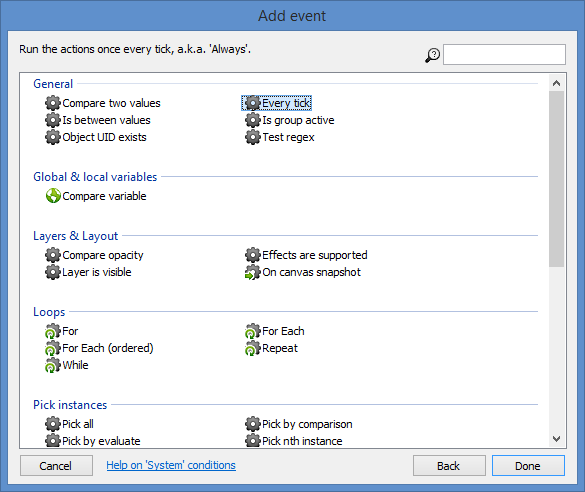 Add event
Run the actions once every tick, a.k.a. 'Always'.
General
Compare two values Every tick
Is between values Is group active
Object UID exists Test regex
Global & local variables
Compare variable
Layers & Layout
Compare opacity Effects are supported
Layer is visible On canvas snapshot
Loops
For For Each
For Each (ordered) Repeat
While
Pick instances
Pick all Pick by comparison
Pick by evaluate Pick nth instance
Cancel Help on 'System' conditions Back Done